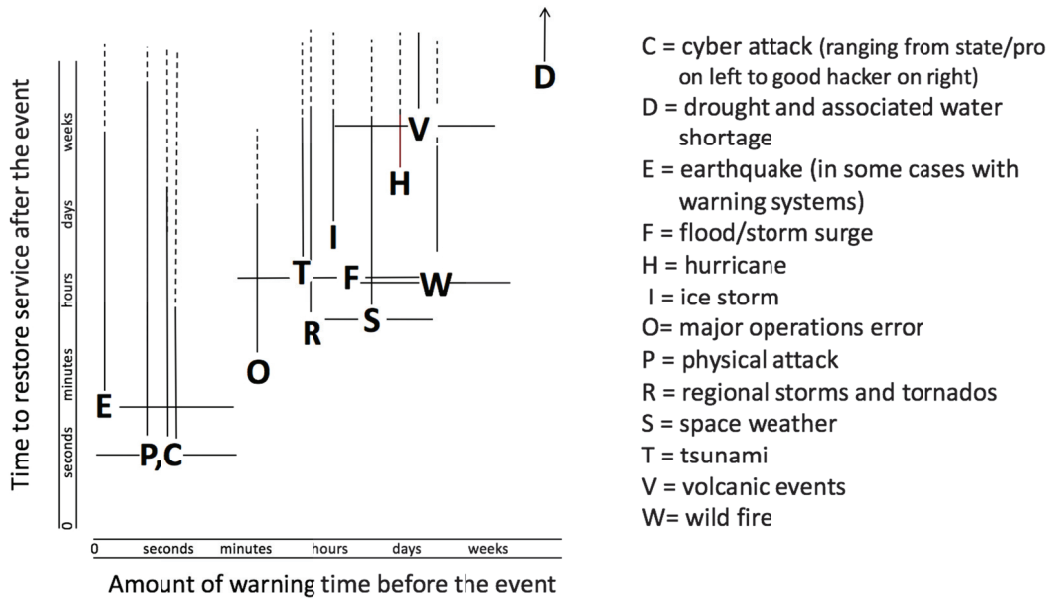 Time to restore service after the event
weeks
days
hours
minutes
seconds
0
D
V
H
I
T
F
W
R
S
O
E
P,C
0 seconds minutes hours days weeks
Amount of warning time before the event
C = cyber attack (ranging from state/pro
on left to good hacker on right)
D = drought and associated water
shortage
E = earthquake (in some cases with
warning systems)
F = flood/storm surge
H = hurricane
I = ice storm
O= major operations error
P = physical attack
R = regional storms and tornados
S = space weather
T = tsunami
V = volcanic events
W= wild fire